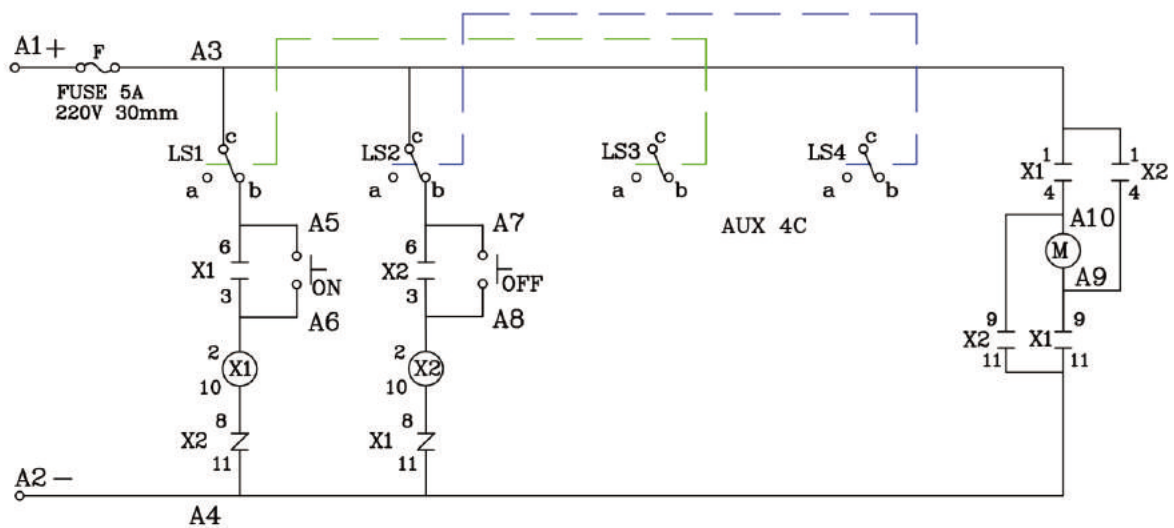 A1+
F
A3
FUSE 5A
220V 30mm
LS1
c
a
b
LS2
c
a
b
LS3
c
a
b
LS4
c
a
b
AUX 4C
1
X1
4
1
X2
4
A5
6
X1
3
ON
A6
A7
6
X2
3
OFF
A8
A10
M
A9
2
X1
10
2
X2
10
9
X2
11
9
X1
11
8
X2
11
8
X1
11
A2-
A4